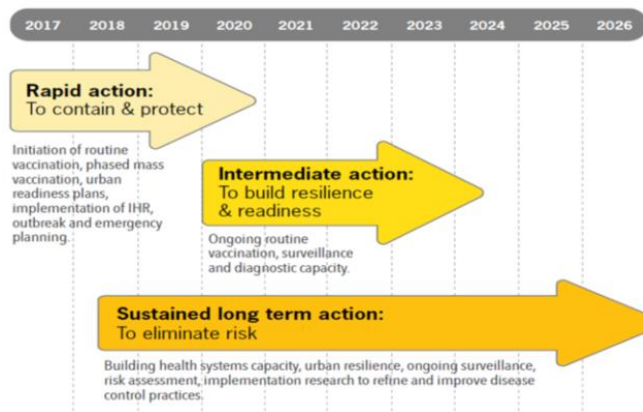 2017 2018 2019 2020 2021 2022 2023 2024 2025 2026
Rapid action:
To contain & protect
Initiation of routine
vaccination, phased mass
vaccination, urban
readiness plans,
implementation of IHR,
outbreak and emergency
planning.
Intermediate action:
To build resilience
& readiness
Ongoing routine
vaccination, surveillance
and diagnostic capacity.
Sustained long term action:
To eliminate risk
Building health systems capacity, urban resilience, ongoing surveillance,
risk assessment, implementation research to refine and improve disease
control practices.